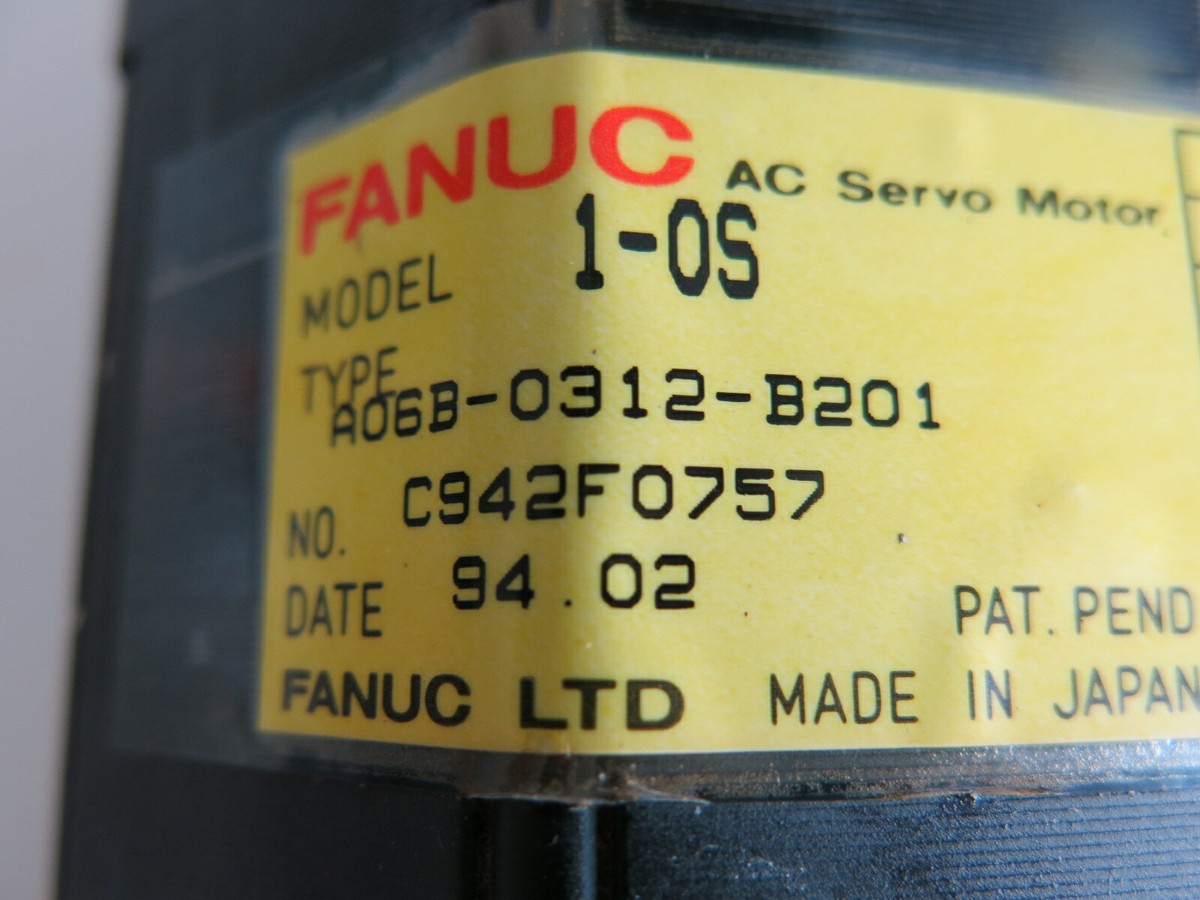 FANUC AC Servo Motor
MODEL 1-0S
TYPE A06B-0312-B201
NO. C942F0757
DATE 94.02
PAT. PEND
FANUC LTD MADE IN JAPAN